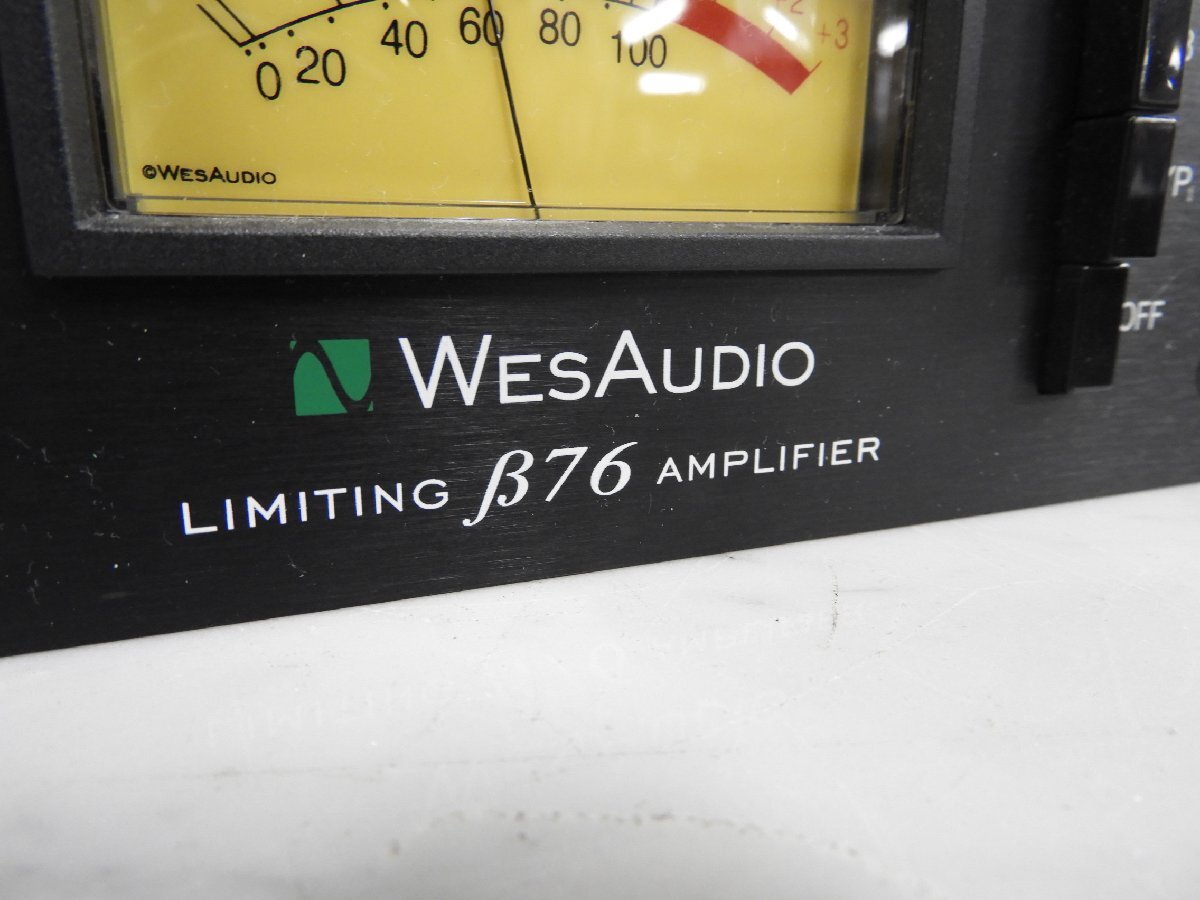 0 20 40 60 80 100 +2 +3
©WESAUDIO
OFF
WESAUDIO
LIMITING β76 AMPLIFIER